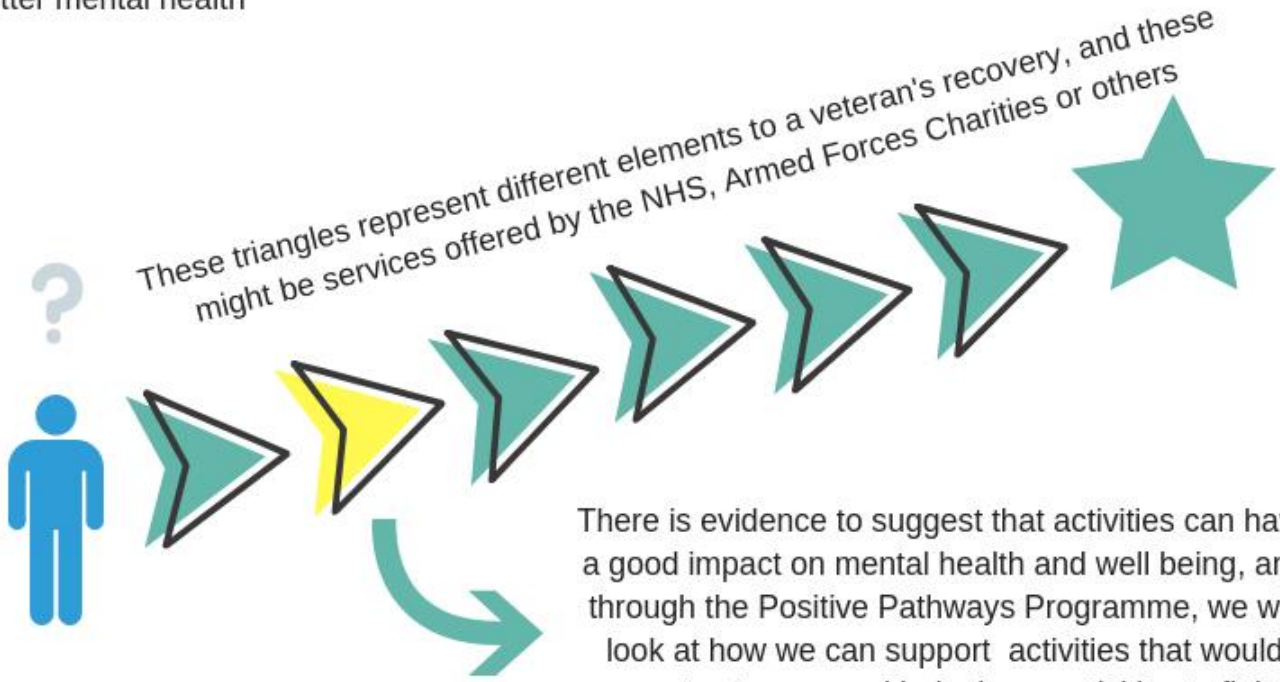 mental health
?
These triangles represent different elements to a veteran's recovery, and these
might be services offered by the NHS, Armed Forces Charities or others
There is evidence to suggest that activities can ha
a good impact on mental health and well being, a
through the Positive Pathways Programme, we w
look at how we can support activities that would